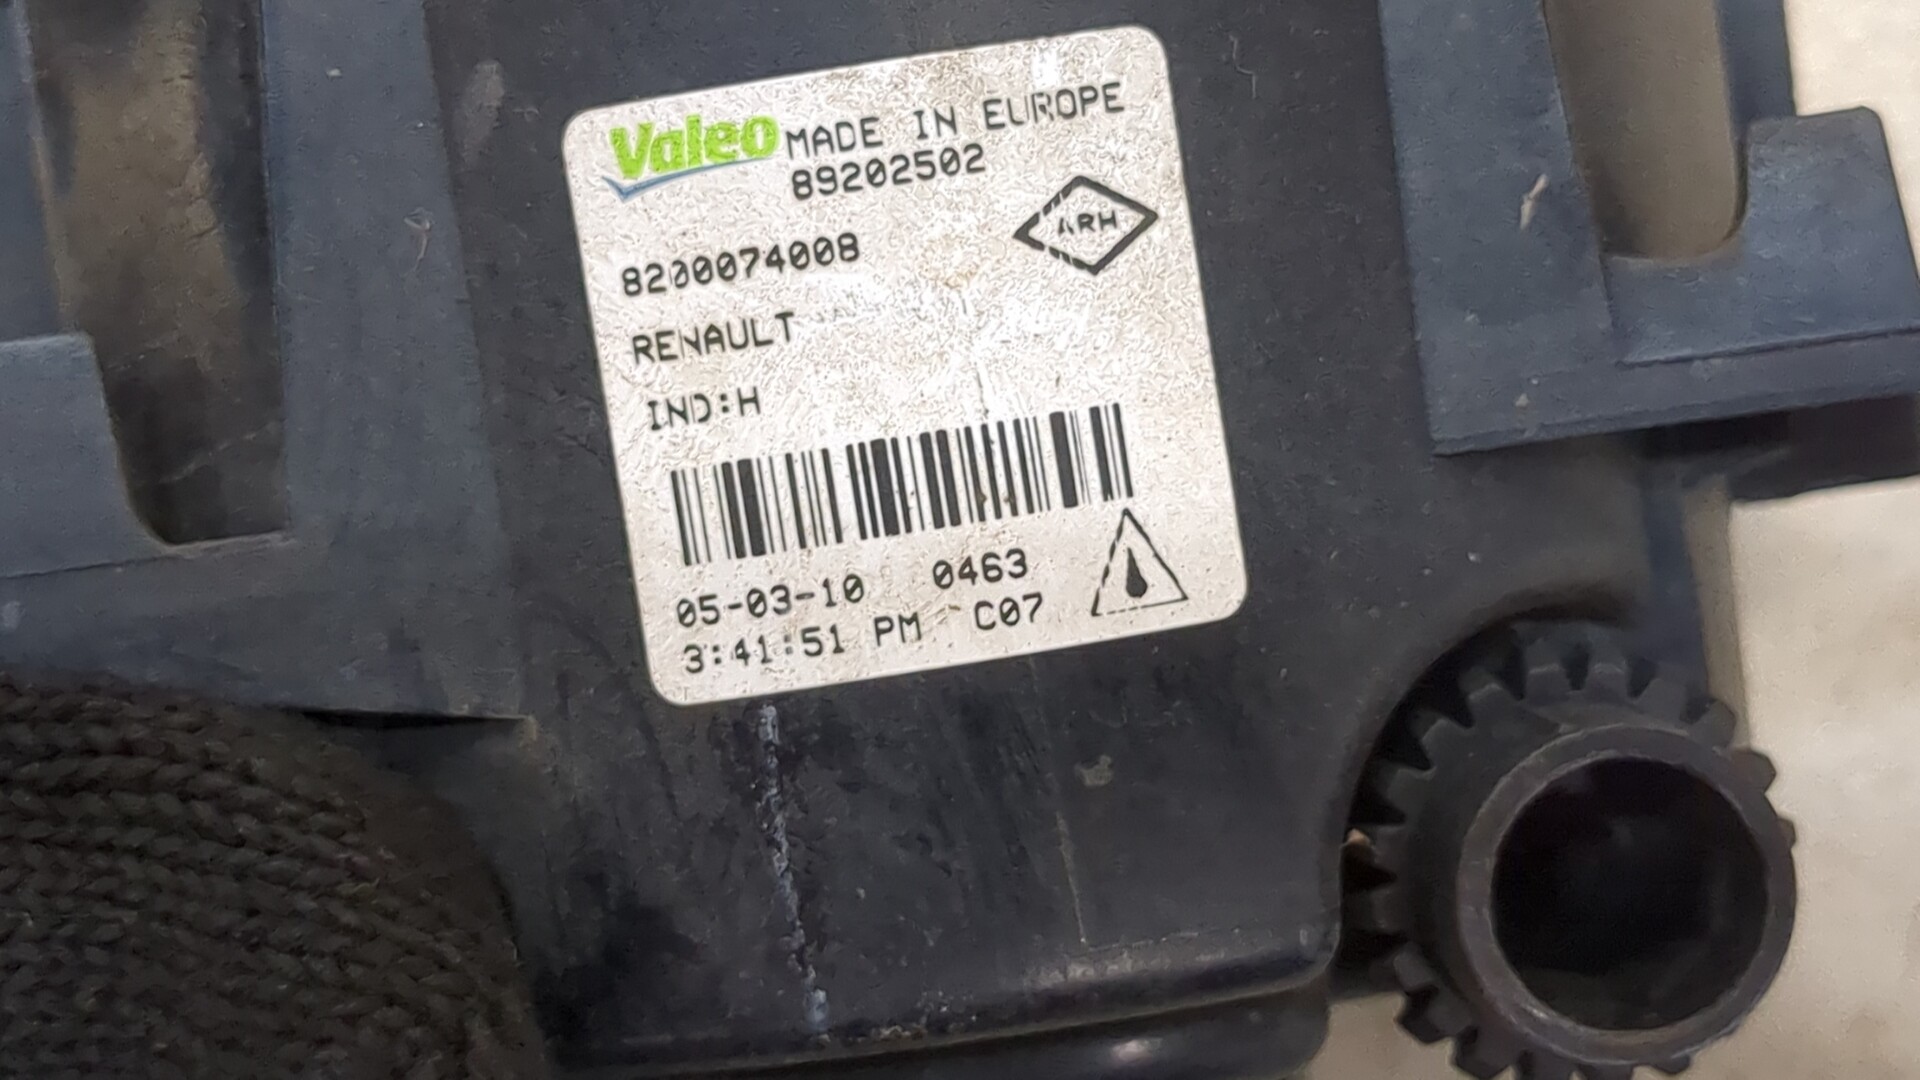 Valeo MADE IN EUROPE
89202502
ARH
8200074008
RENAULT
IND:H
05-03-10 0463
3:41:51 PM C07